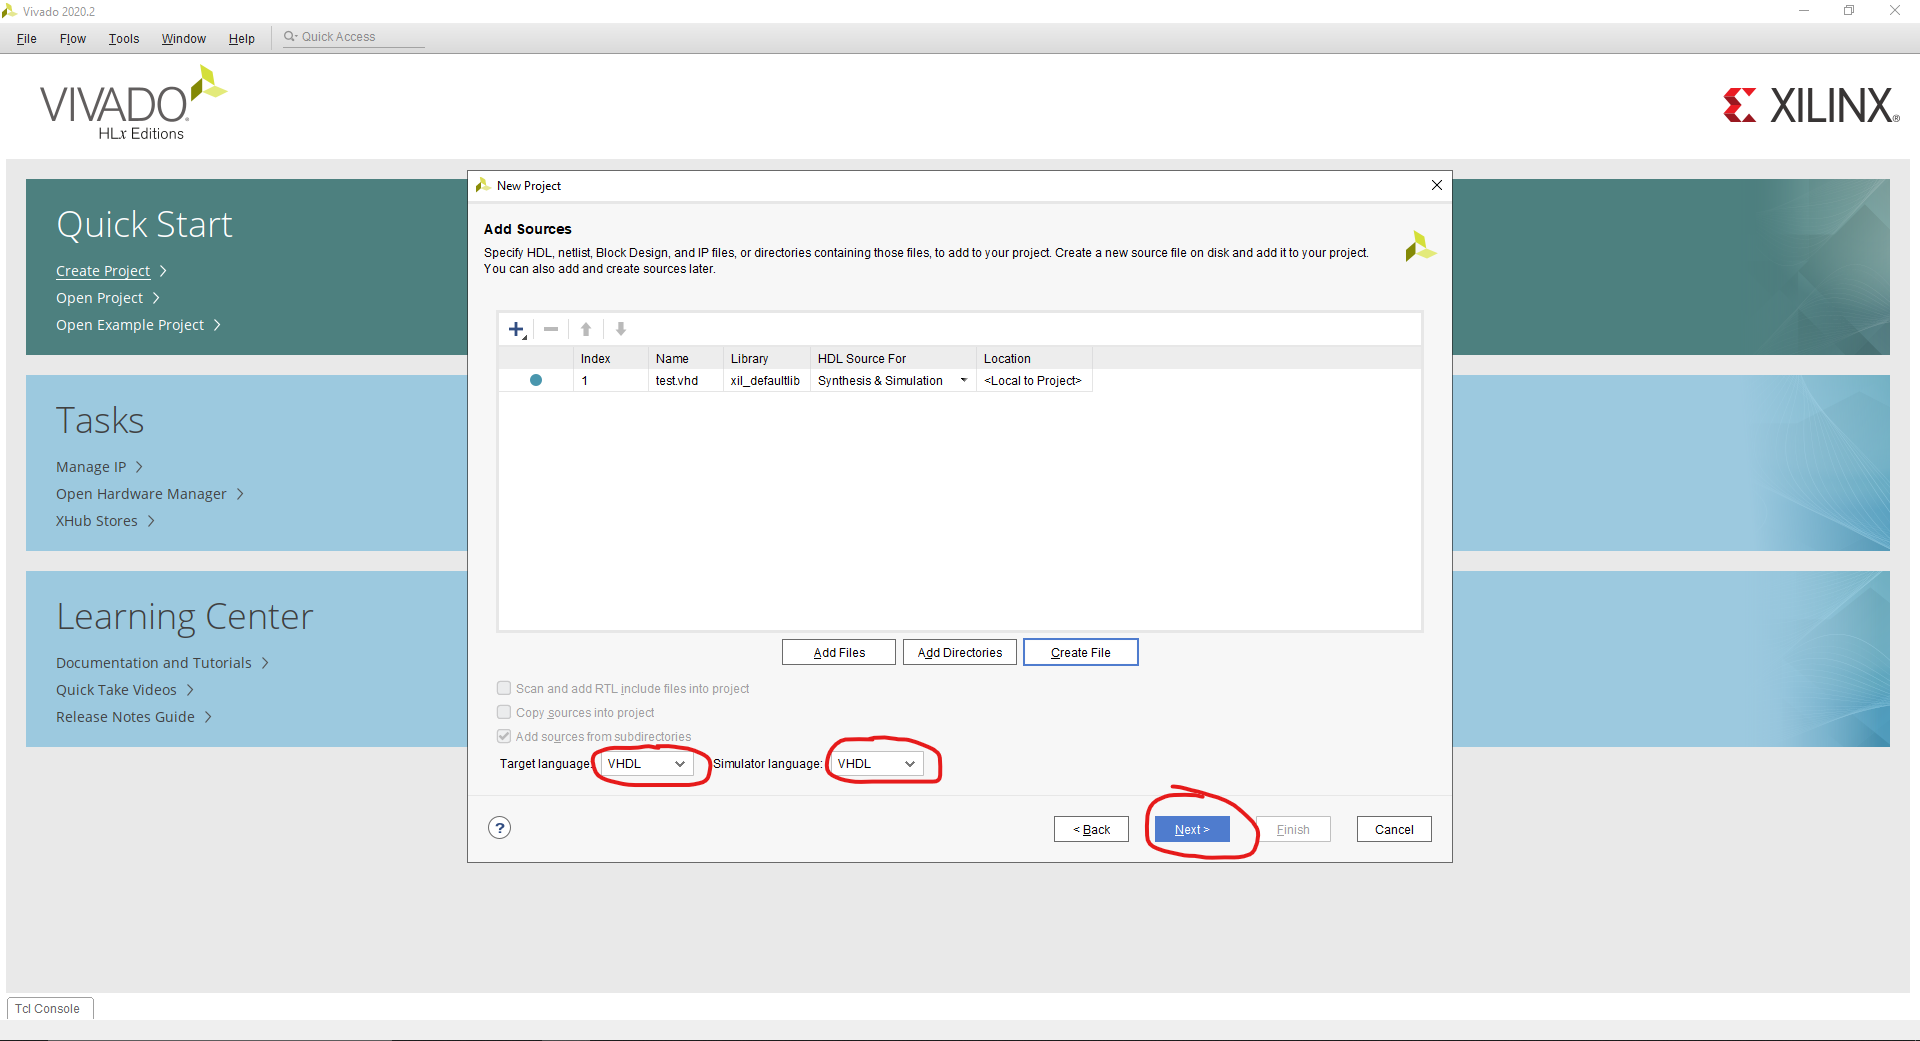 Vivado 2020.2
File Flow Tools Window Help Quick Access
VIVADO.
HLx Editions
XILINX®
Quick Start
Create Project
Open Project
Open Example Project
Tasks
Manage IP
Open Hardware Manager
XHub Stores
Learning Center
Documentation and Tutorials
Quick Take Videos
Release Notes Guide
New Project
Add Sources
Specify HDL, netlist, Block Design, and IP files, or directories containing those files, to add to your project. Create a new source file on disk and add it to your project.
You can also add and create sources later.
Index Name Library HDL Source For Location
1 test.vhd xil_defaultlib Synthesis & Simulation <Local to Project>
Add Files Add Directories Create File
Scan and add RTL include files into project
Copy sources into project
Add sources from subdirectories
Target language: VHDL Simulator language: VHDL
? < Back Next > Finish Cancel
Tcl Console